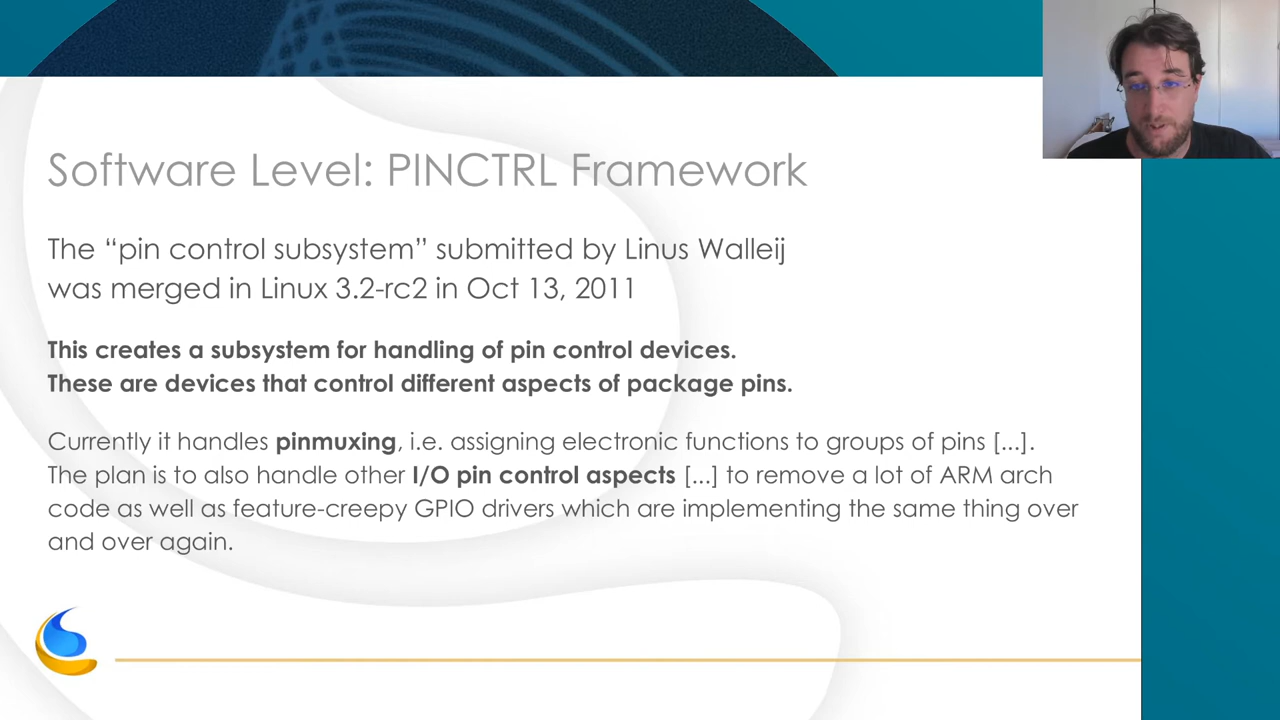 Software Level: PINCTRL Framework
The “pin control subsystem” submitted by Linus Walleij
was merged in Linux 3.2-rc2 in Oct 13, 2011
This creates a subsystem for handling of pin control devices.
These are devices that control different aspects of package pins.
Currently it handles pinmuxing, i.e. assigning electronic functions to groups of pins [...].
The plan is to also handle other I/O pin control aspects [...] to remove a lot of ARM arch
code as well as feature-creepy GPIO drivers which are implementing the same thing over
and over again.